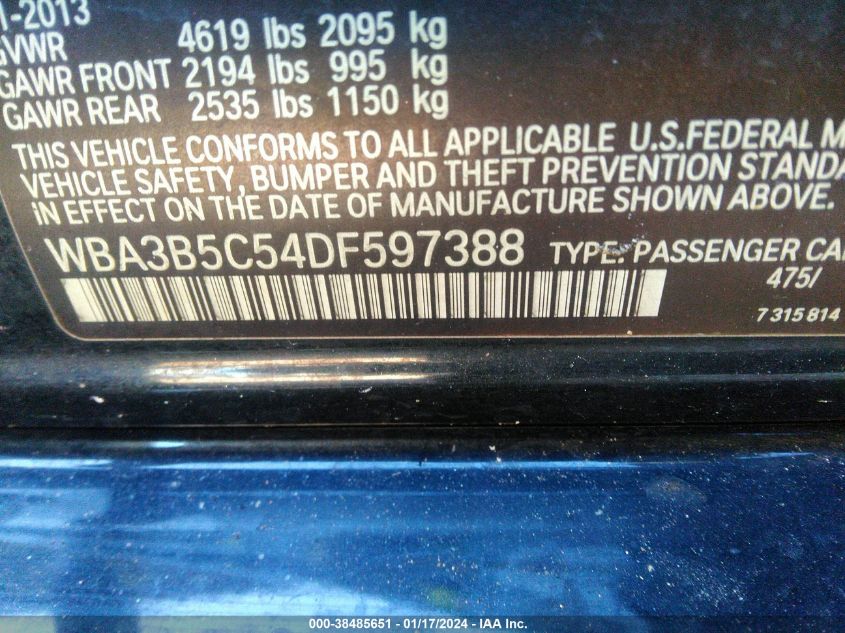 1-2013
GVWR 4619 lbs 2095 kg
GAWR FRONT 2194 lbs 995 kg
GAWR REAR 2535 lbs 1150 kg
THIS VEHICLE CONFORMS TO ALL APPLICABLE U.S.FEDERAL M
VEHICLE SAFETY, BUMPER AND THEFT PREVENTION STANDA
IN EFFECT ON THE DATE OF MANUFACTURE SHOWN ABOVE.
WBA3B5C54DF597388 TYPE: PASSENGER CA
475/
7 315 814
000-38485651 - 01/17/2024 - IAA Inc.